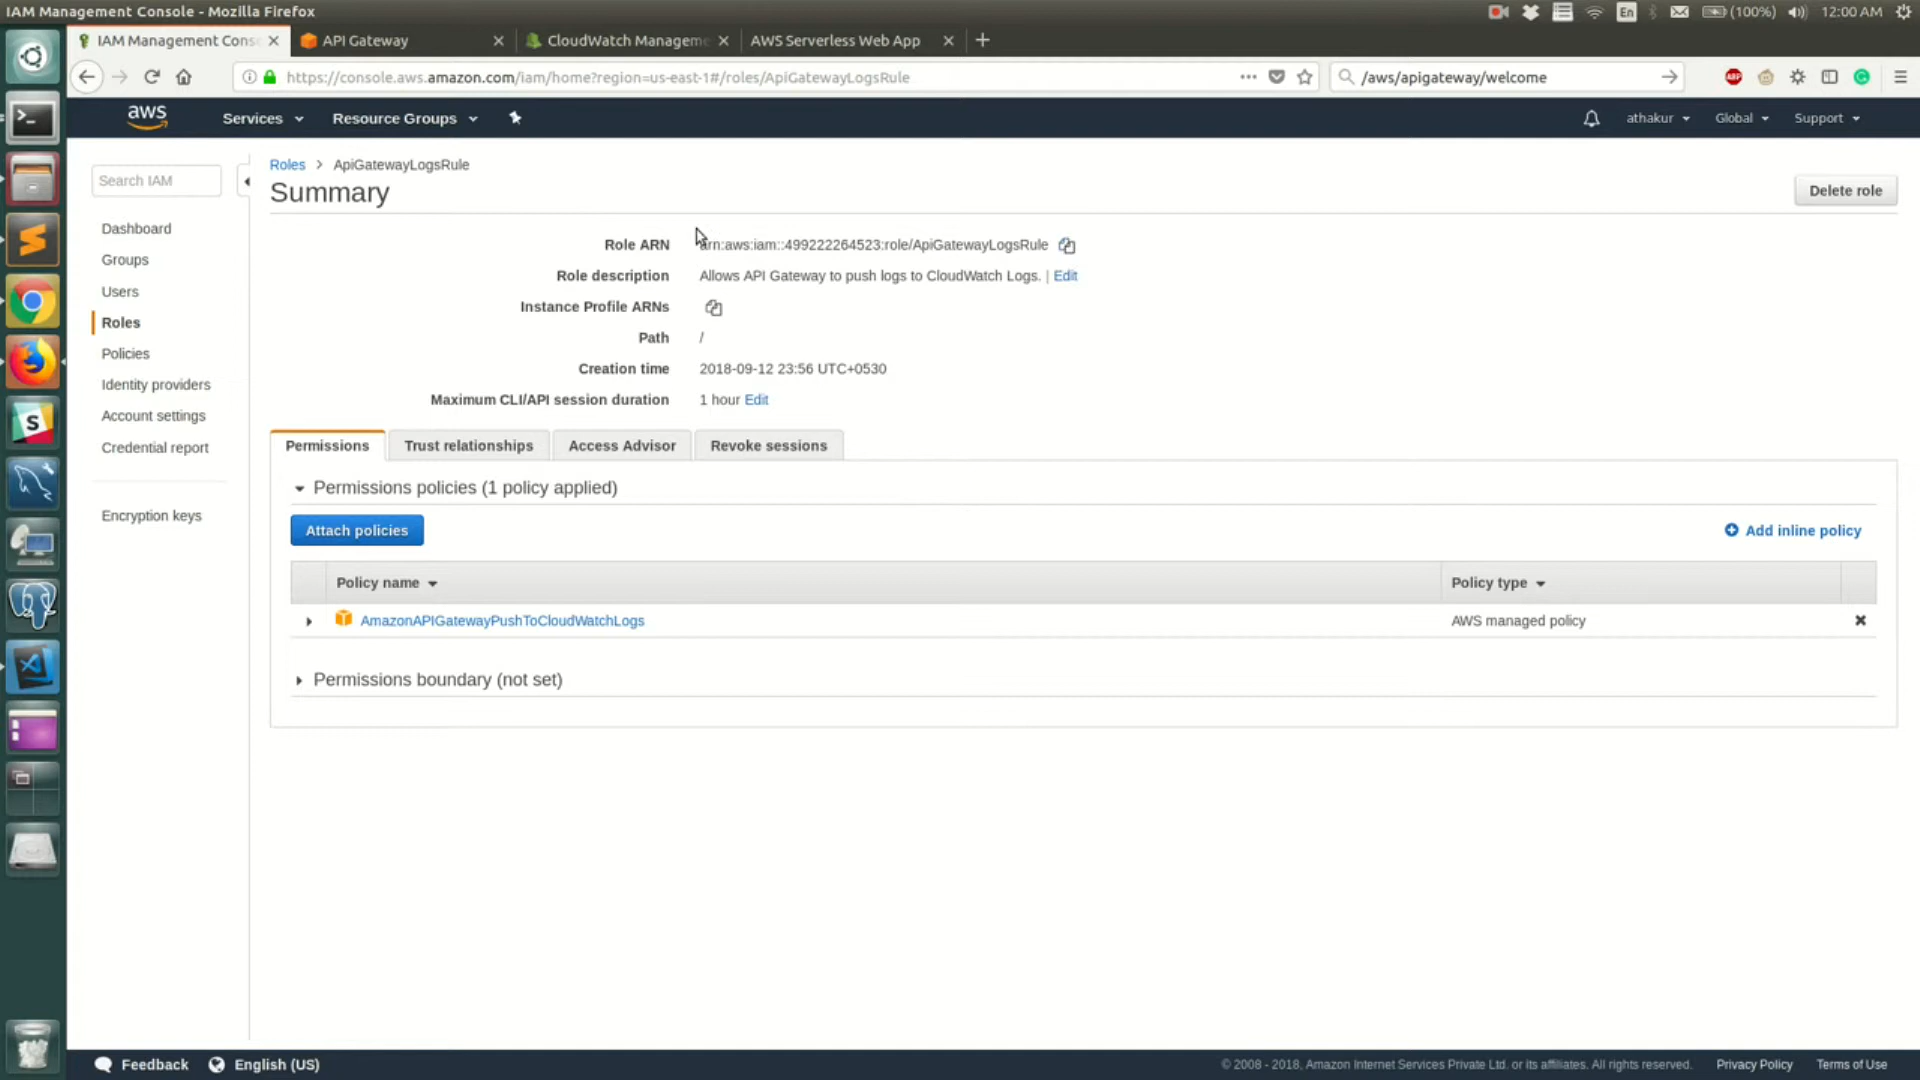 IAM Management Console - Mozilla Firefox
En
(100%)
12:00 AM
IAM Management Conso
API Gateway
CloudWatch Manageme
AWS Serverless Web App
https://console.aws.amazon.com/iam/home?region=us-east-1#/roles/ApiGatewayLogsRule
/aws/apigateway/welcome
ABP
aws
Services
Resource Groups
athakur
Global
Support
Search IAM
Dashboard
Groups
Users
Roles
Policies
Identity providers
Account settings
Credential report
Encryption keys
Roles > ApiGatewayLogsRule
Summary
Delete role
Role ARN arn:aws:iam::499222264523:role/ApiGatewayLogsRule
Role description Allows API Gateway to push logs to CloudWatch Logs. | Edit
Instance Profile ARNs
Path /
Creation time 2018-09-12 23:56 UTC+0530
Maximum CLI/API session duration 1 hour Edit
Permissions
Trust relationships
Access Advisor
Revoke sessions
Permissions policies (1 policy applied)
Attach policies
Add inline policy
Policy name
Policy type
AmazonAPIGatewayPushToCloudWatchLogs
AWS managed policy
Permissions boundary (not set)
Feedback
English (US)
© 2008 - 2018, Amazon Internet Services Private Ltd. or its affiliates. All rights reserved.
Privacy Policy
Terms of Use